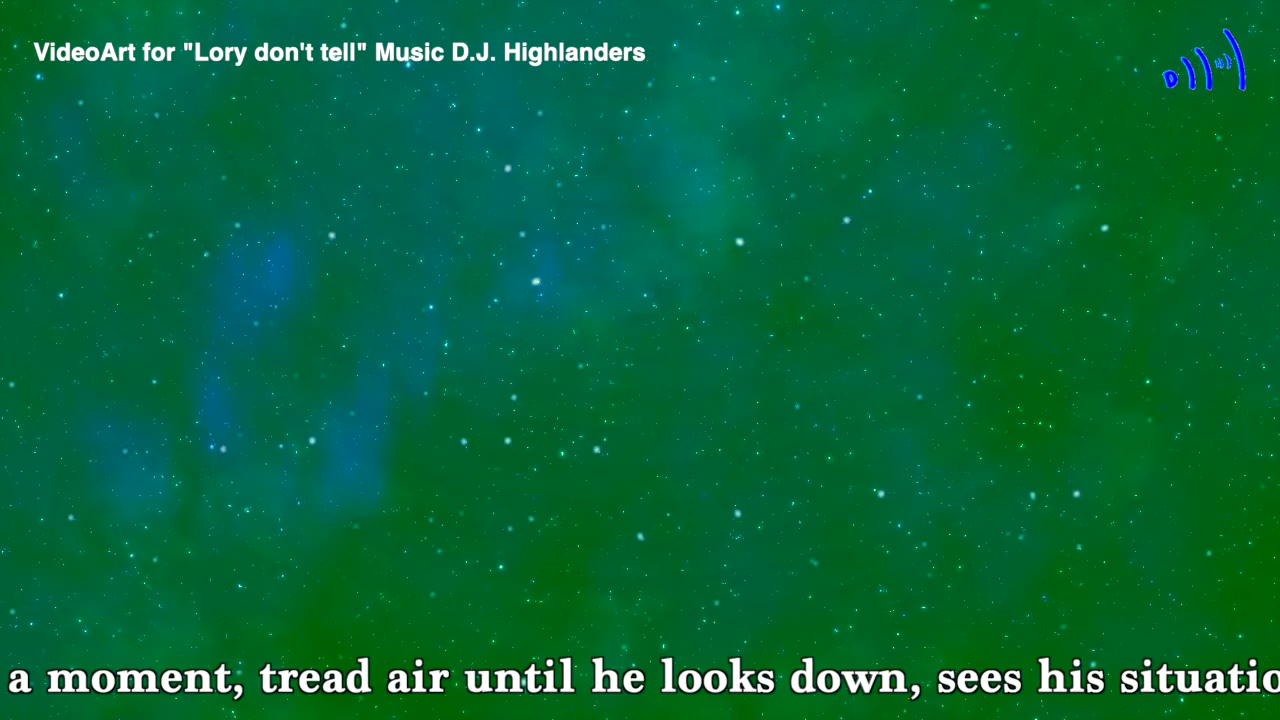 VideoArt for "Lory don't tell" Music D.J. Highlanders
a moment, tread air until he looks down, sees his situatio